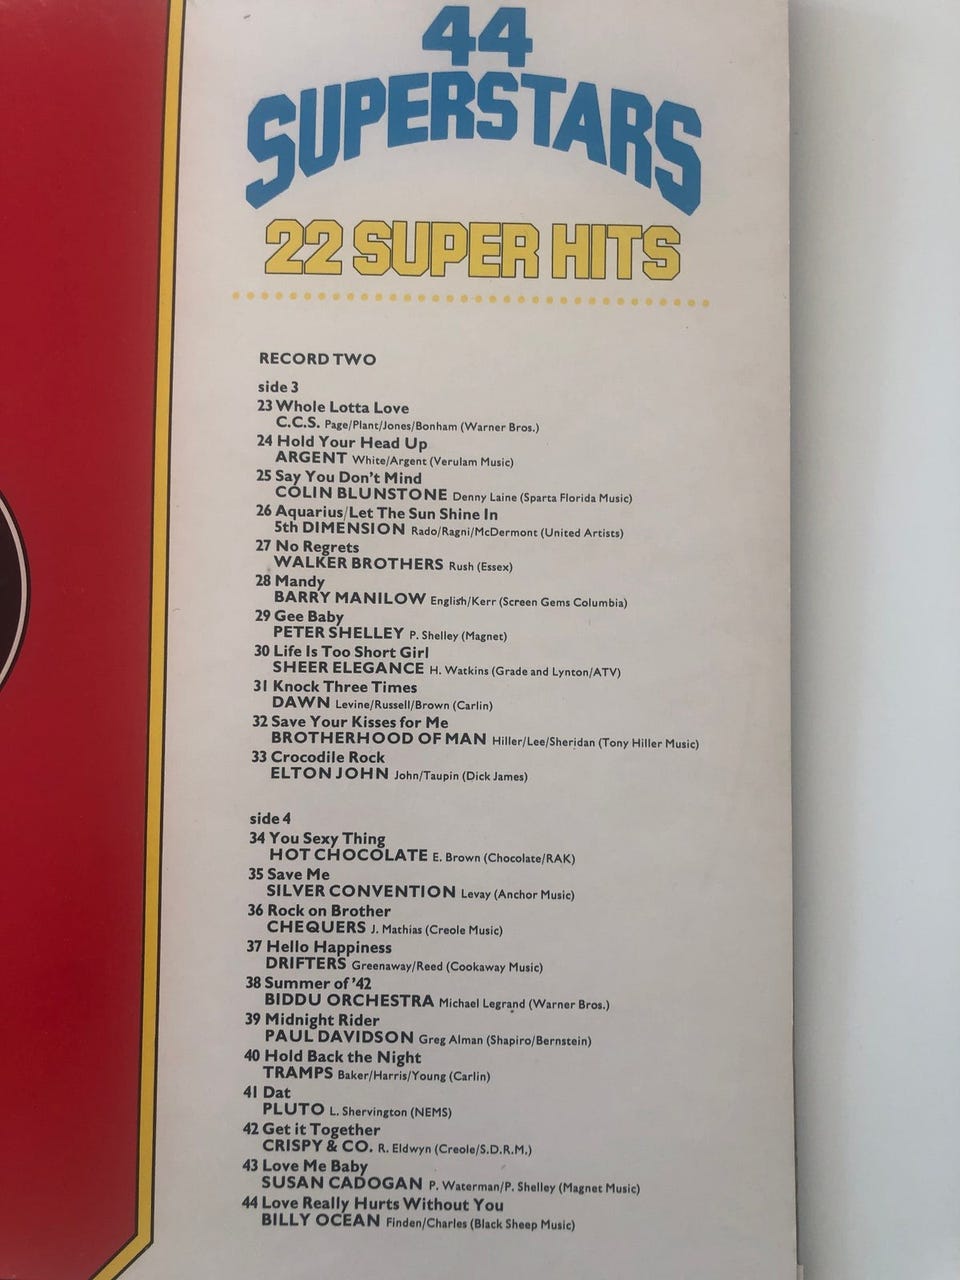 44
SUPERSTARS
22 SUPER HITS
RECORD TWO
side 3
23 Whole Lotta Love
C.C.S. Page/Plant/Jones/Bonham (Warner Bros.)
24 Hold Your Head Up
ARGENT White/Argent (Verulam Music)
25 Say You Don't Mind
COLIN BLUNSTONE Denny Laine (Sparta Florida Music)
26 Aquarius/Let The Sun Shine In
5th DIMENSION Rado/Ragni/McDermont (United Artists)
27 No Regrets
WALKER BROTHERS Rush (Essex)
28 Mandy
BARRY MANILOW English/Kerr (Screen Gems Columbia)
29 Gee Baby
PETER SHELLEY P. Shelley (Magnet)
30 Life Is Too Short Girl
SHEER ELEGANCE H. Watkins (Grade and Lynton/ATV)
31 Knock Three Times
DAWN Levine/Russell/Brown (Carlin)
32 Save Your Kisses for Me
BROTHERHOOD OF MAN Hiller/Lee/Sheridan (Tony Hiller Music)
33 Crocodile Rock
ELTON JOHN John/Taupin (Dick James)
side 4
34 You Sexy Thing
HOT CHOCOLATE E. Brown (Chocolate/RAK)
35 Save Me
SILVER CONVENTION Levay (Anchor Music)
36 Rock on Brother
CHEQUERS J. Mathias (Creole Music)
37 Hello Happiness
DRIFTERS Greenaway/Reed (Cookaway Music)
38 Summer of '42
BIDDU ORCHESTRA Michael Legrand (Warner Bros.)
39 Midnight Rider
PAUL DAVIDSON Greg Alman (Shapiro/Bernstein)
40 Hold Back the Night
TRAMPS Baker/Harris/Young (Carlin)
41 Dat
PLUTO L. Shervington (NEMS)
42 Get it Together
CRISPY & CO. R. Eldwyn (Creole/S.D.R.M.)
43 Love Me Baby
SUSAN CADOGAN P. Waterman/P. Shelley (Magnet Music)
44 Love Really Hurts Without You
BILLY OCEAN Finden/Charles (Black Sheep Music)